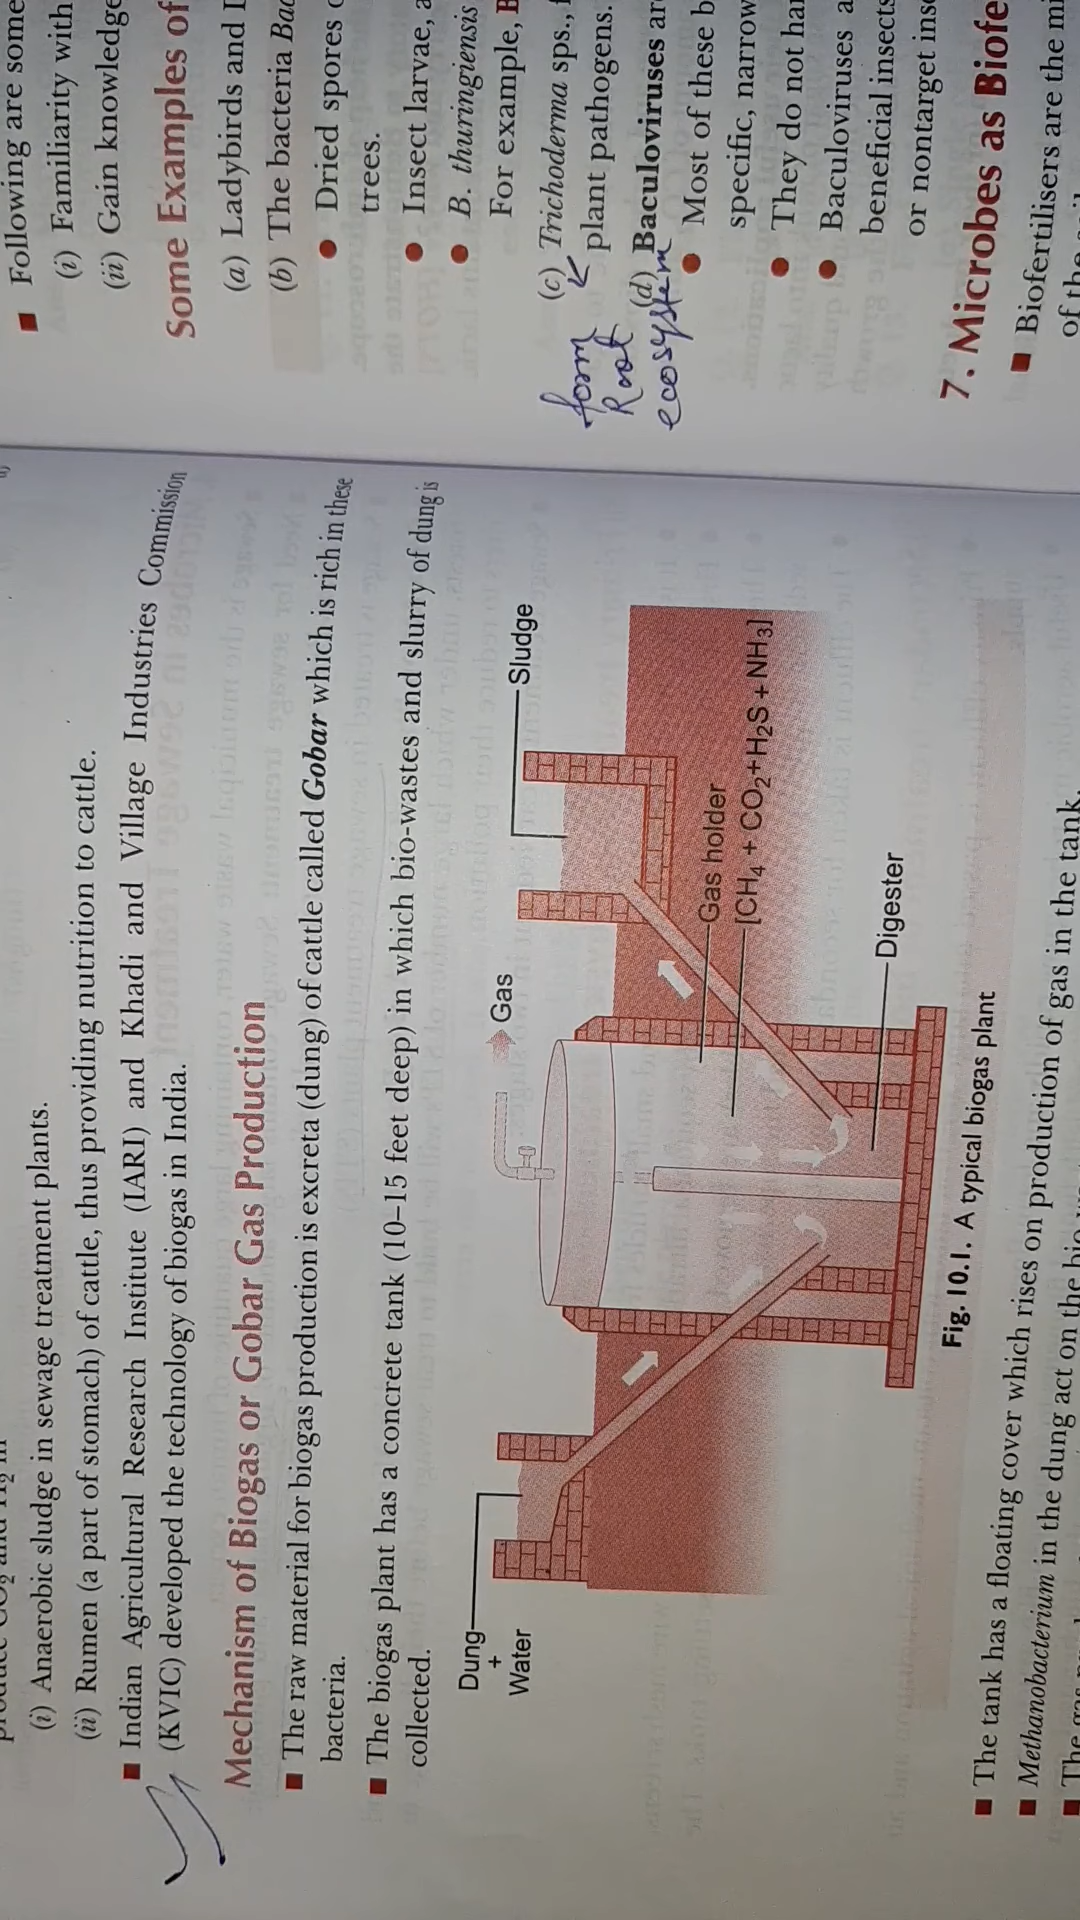 (i) Anaerobic sludge in sewage treatment plants.
(ii) Rumen (a part of stomach) of cattle, thus providing nutrition to cattle.
■ Indian Agricultural Research Institute (IARI) and Khadi and Village Industries Commission
(KVIC) developed the technology of biogas in India.
Mechanism of Biogas or Gobar Gas Production
■ The raw material for biogas production is excreta (dung) of cattle called Gobar which is rich in these
bacteria.
■ The biogas plant has a concrete tank (10–15 feet deep) in which bio-wastes and slurry of dung is
collected.
Dung
+
Water
Gas
Sludge
Gas holder
[CH4 + CO2+H2S + NH3]
Digester
Fig. 10.1. A typical biogas plant
■ The tank has a floating cover which rises on production of gas in the tank.
■ Methanobacterium in the dung act on the
■ Following are some
(i) Familiarity with
(ii) Gain knowledge
Some Examples of
(a) Ladybirds and
(b) The bacteria
● Dried spores
trees.
● Insect larvae,
● B. thuringiensis
For example,
(c) Trichoderma sps.,
plant pathogens.
form
Root
ecosystem
(d) Baculoviruses
● Most of these
specific, narrow
● They do not
● Baculoviruses
beneficial insects
or nontarget
7. Microbes as
■ Biofertilisers are the
of the